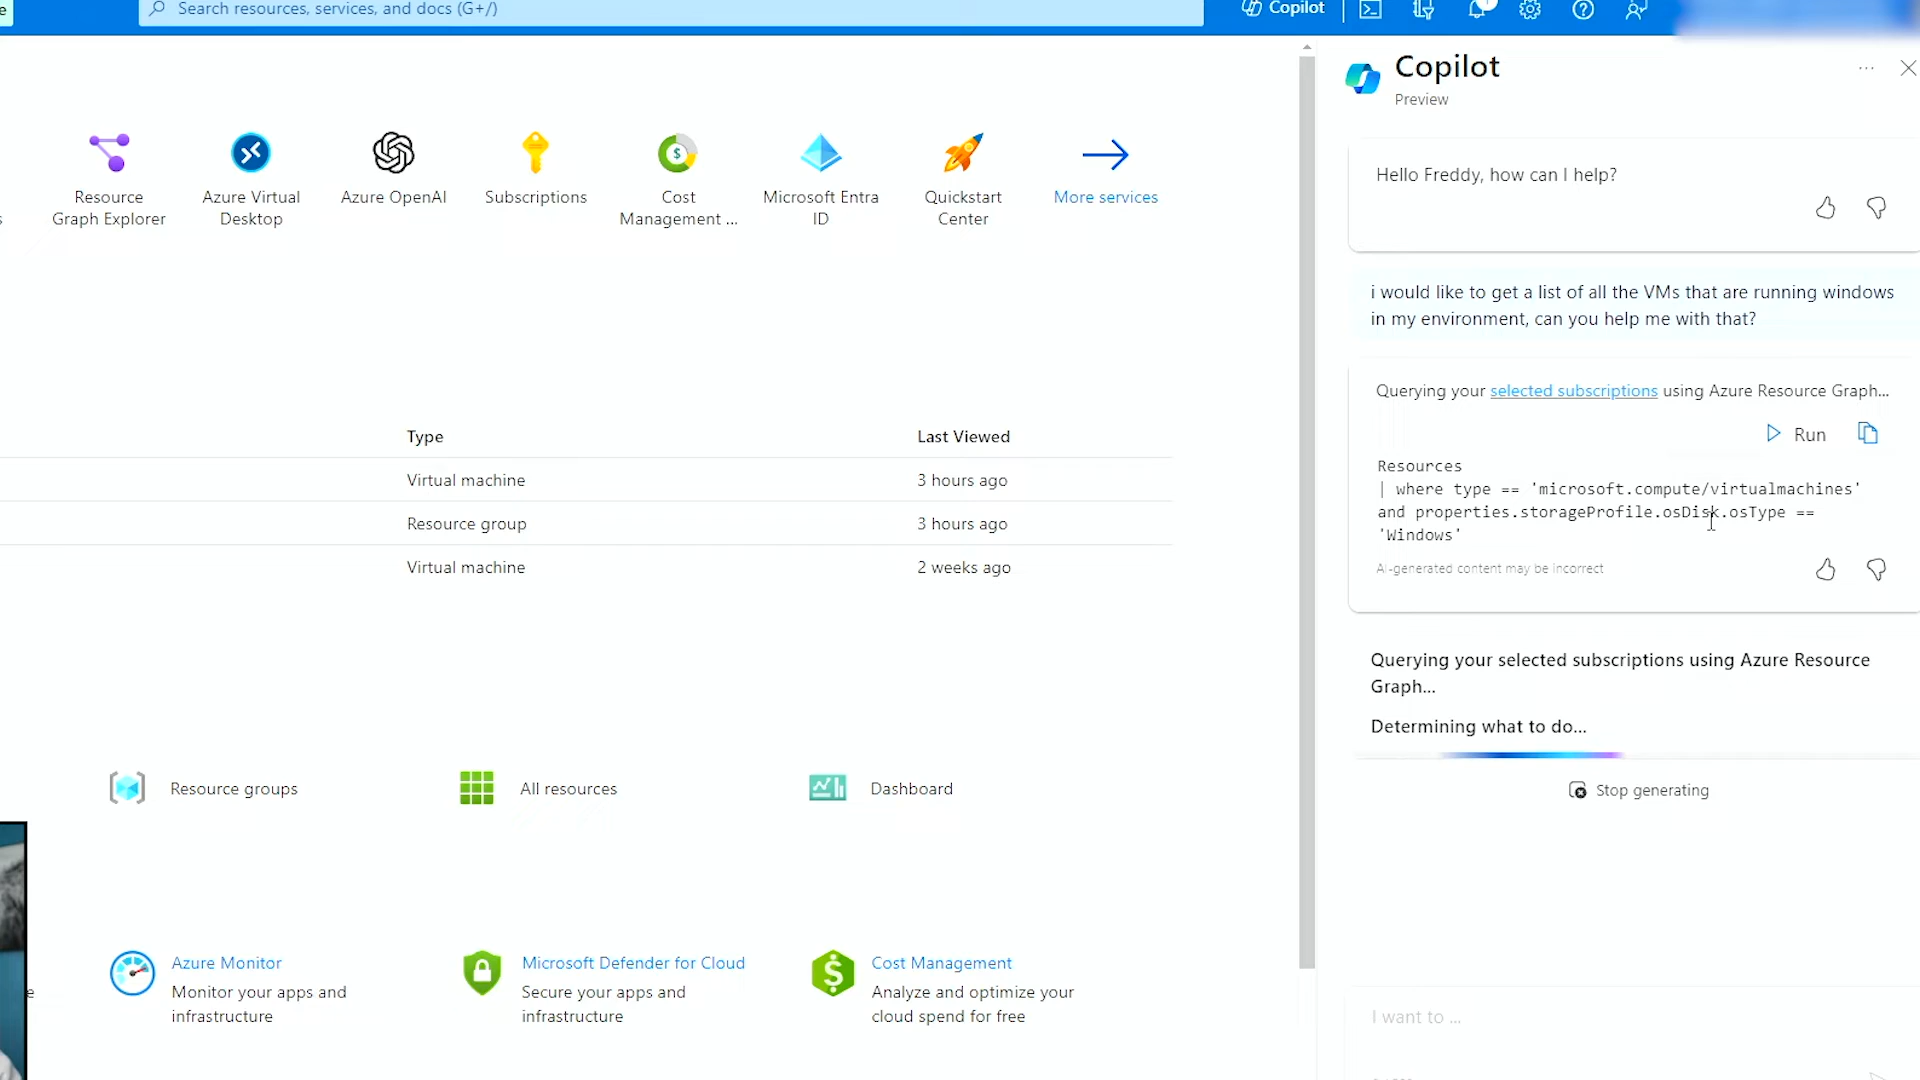 e
Search resources, services, and docs (G+/)
Copilot
Copilot
Preview
Hello Freddy, how can I help?
i would like to get a list of all the VMs that are running windows
in my environment, can you help me with that?
Querying your selected subscriptions using Azure Resource Graph...
Run
Resources
| where type == 'microsoft.compute/virtualmachines'
and properties.storageProfile.osDisk.osType ==
'Windows'
AI-generated content may be incorrect
Querying your selected subscriptions using Azure Resource
Graph...
Determining what to do...
Stop generating
I want to ...
s
Resource
Graph Explorer
Azure Virtual
Desktop
Azure OpenAI
Subscriptions
Cost
Management ...
Microsoft Entra
ID
Quickstart
Center
More services
Type
Last Viewed
Virtual machine
3 hours ago
Resource group
3 hours ago
Virtual machine
2 weeks ago
Resource groups
All resources
Dashboard
e
Azure Monitor
Monitor your apps and
infrastructure
Microsoft Defender for Cloud
Secure your apps and
infrastructure
Cost Management
Analyze and optimize your
cloud spend for free